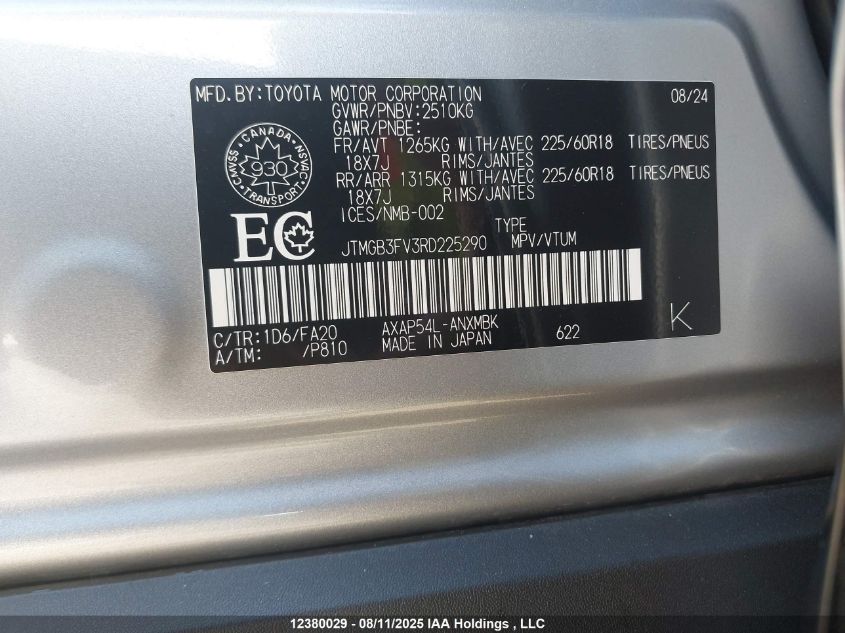 MFD.BY:TOYOTA MOTOR CORPORATION 08/24
GVWR/PNBV:2510KG
GAWR/PNBE:
FR/AVT 1265KG WITH/AVEC 225/60R18 TIRES/PNEUS
18X7J RIMS/JANTES
RR/ARR 1315KG WITH/AVEC 225/60R18 TIRES/PNEUS
18X7J RIMS/JANTES
ICES/NMB-002
CANADA
CMVSS 930 NSVAC
TRANSPORT
EC
TYPE
JTMGB3FV3RD225290 MPV/VTUM
C/TR:1D6/FA20 AXAP54L-ANXMBK 622 K
A/TM: /P810 MADE IN JAPAN
12380029 - 08/11/2025 IAA Holdings , LLC